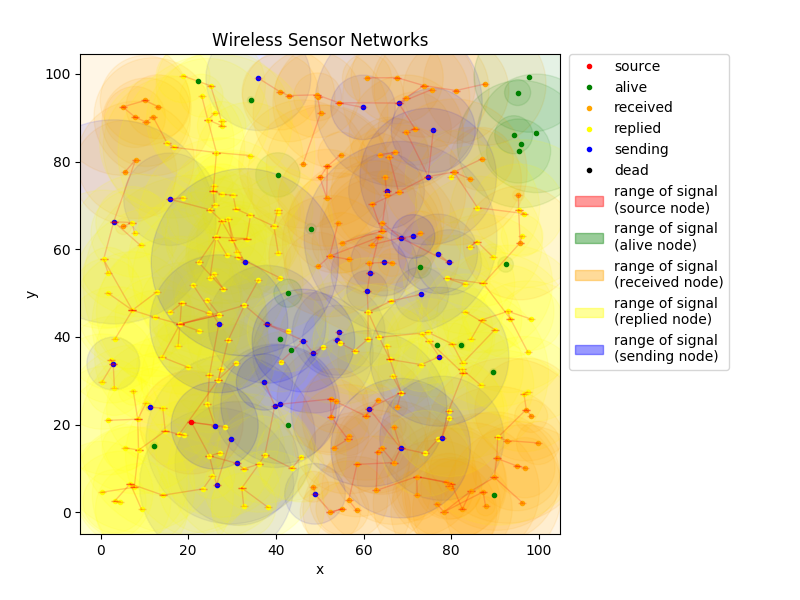 Wireless Sensor Networks
100
80
60
40
20
0
y
0
20
40
60
80
100
x
source
alive
received
replied
sending
dead
range of signal
(source node)
range of signal
(alive node)
range of signal
(received node)
range of signal
(replied node)
range of signal
(sending node)